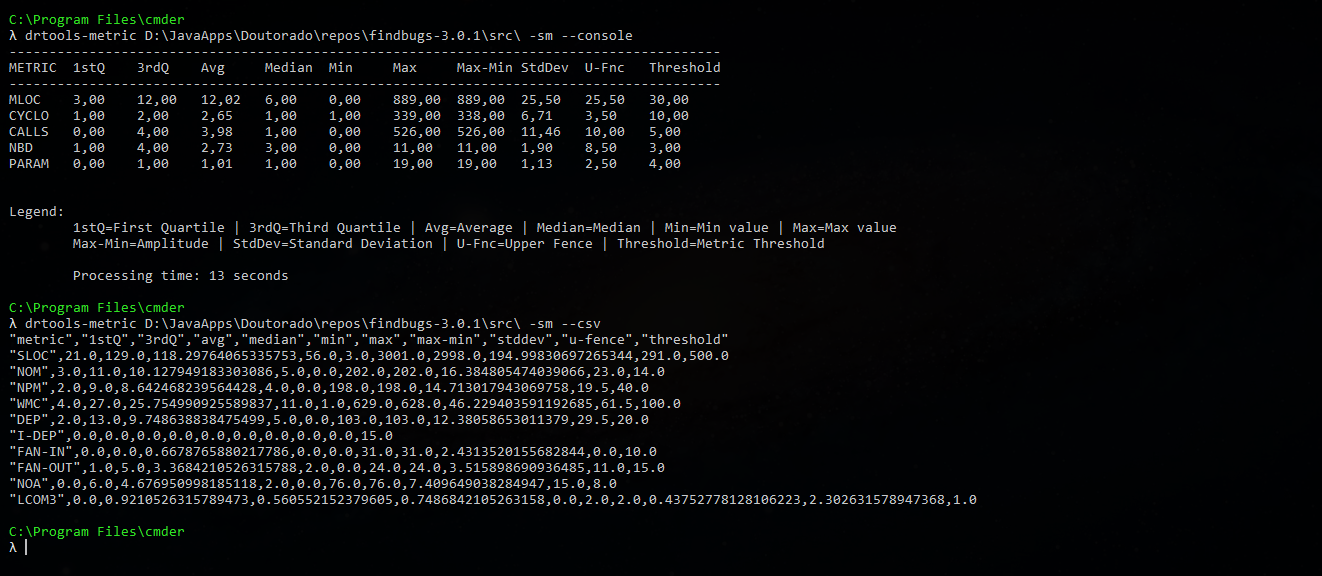 C:\Program Files\cmder
λ drtools-metric D:\JavaApps\Doutorado\repos\findbugs-3.0.1\src\ -sm --console
-----------------------------------------------------------------------------------------
METRIC  1stQ    3rdQ    Avg     Median  Min     Max     Max-Min StdDev  U-Fnc   Threshold
-----------------------------------------------------------------------------------------
MLOC    3,00    12,00   12,02   6,00    0,00    889,00  889,00  25,50   25,50   30,00
CYCLO   1,00    2,00    2,65    1,00    1,00    339,00  338,00  6,71    3,50    10,00
CALLS   0,00    4,00    3,98    1,00    0,00    526,00  526,00  11,46   10,00   5,00
NBD     1,00    4,00    2,73    3,00    0,00    11,00   11,00   1,90    8,50    3,00
PARAM   0,00    1,00    1,01    1,00    0,00    19,00   19,00   1,13    2,50    4,00
Legend:
1stQ=First Quartile | 3rdQ=Third Quartile | Avg=Average | Median=Median | Min=Min value | Max=Max value
Max-Min=Amplitude | StdDev=Standard Deviation | U-Fnc=Upper Fence | Threshold=Metric Threshold
Processing time: 13 seconds
C:\Program Files\cmder
λ drtools-metric D:\JavaApps\Doutorado\repos\findbugs-3.0.1\src\ -sm --csv
"metric","1stQ","3rdQ","avg","median","min","max","max-min","stddev","u-fence","threshold"
"SLOC",21.0,129.0,118.29764065335753,56.0,3.0,3001.0,2998.0,194.99830697265344,291.0,500.0
"NOM",3.0,11.0,10.127949183303086,5.0,0.0,202.0,202.0,16.384805474039066,23.0,14.0
"NPM",2.0,9.0,8.642468239564428,4.0,0.0,198.0,198.0,14.713017943069758,19.5,40.0
"WMC",4.0,27.0,25.754990925589837,11.0,1.0,629.0,628.0,46.229403591192685,61.5,100.0
"DEP",2.0,13.0,9.748638838475499,5.0,0.0,103.0,103.0,12.38058653011379,29.5,20.0
"I-DEP",0.0,0.0,0.0,0.0,0.0,0.0,0.0,0.0,0.0,15.0
"FAN-IN",0.0,0.0,0.6678765880217786,0.0,0.0,31.0,31.0,2.4313520155682844,0.0,10.0
"FAN-OUT",1.0,5.0,3.3684210526315788,2.0,0.0,24.0,24.0,3.515898690936485,11.0,15.0
"NOA",0.0,6.0,4.676950998185118,2.0,0.0,76.0,76.0,7.409649038284947,15.0,8.0
"LCOM3",0.0,0.9210526315789473,0.560552152379605,0.7486842105263158,0.0,2.0,2.0,0.43752778128106223,2.302631578947368,1.0
C:\Program Files\cmder
λ